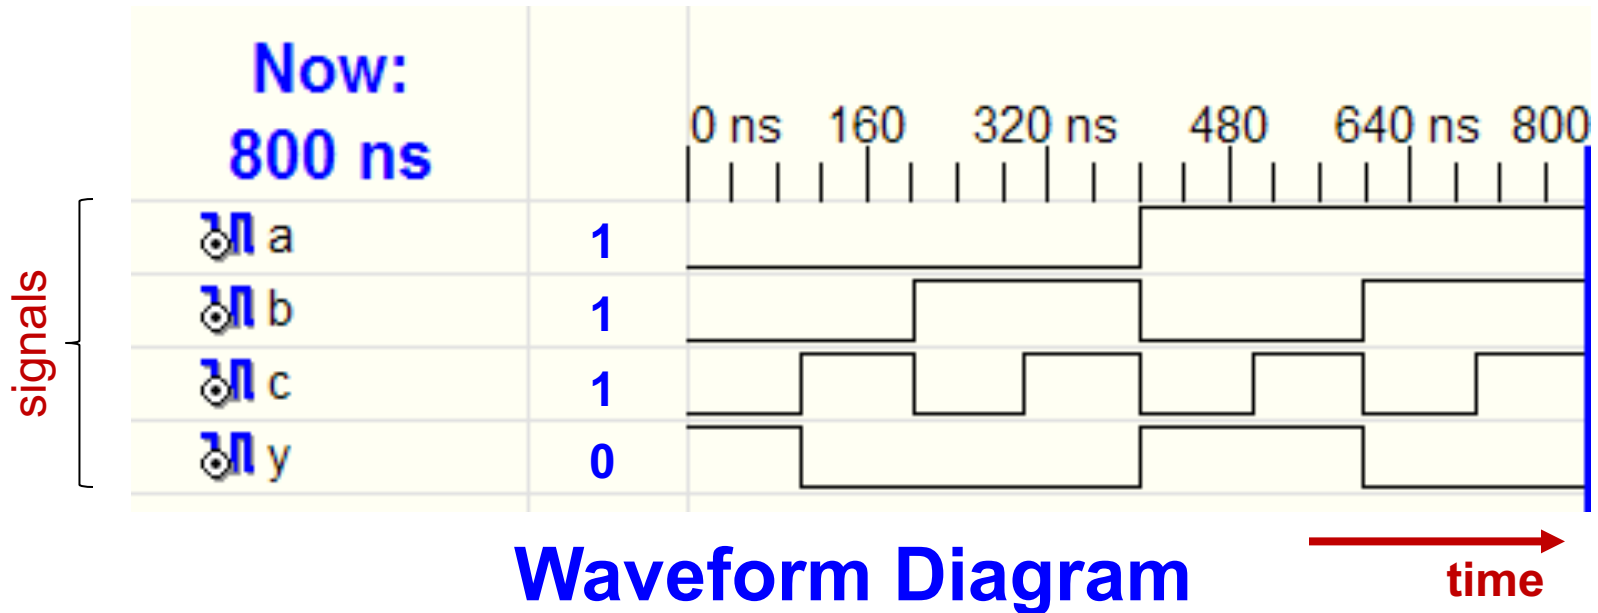 Now:
800 ns
0 ns 160 320 ns 480 640 ns 800
signals
a 1
b 1
c 1
y 0
Waveform Diagram
time